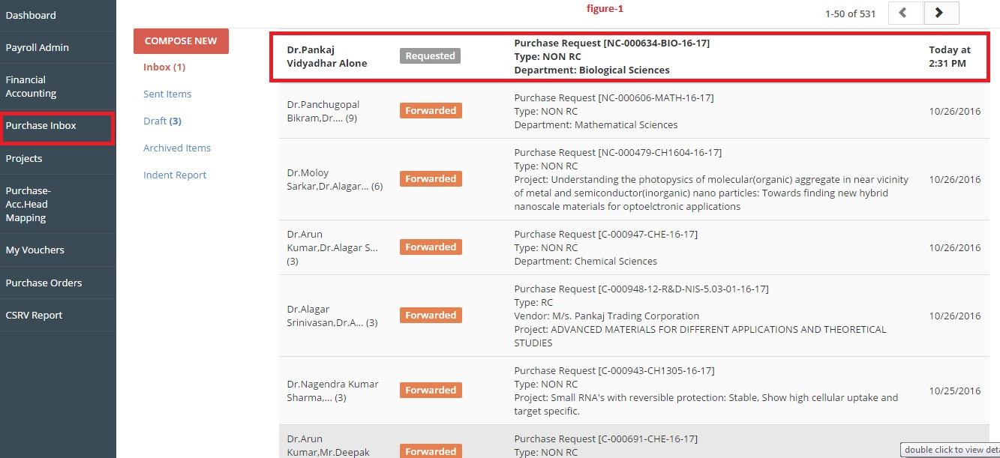 figure-1
1-50 of 531
Dashboard
Payroll Admin
Financial
Accounting
Purchase Inbox
Projects
Purchase-
Acc.Head
Mapping
My Vouchers
Purchase Orders
CSRV Report
COMPOSE NEW
Inbox (1)
Sent Items
Draft (3)
Archived Items
Indent Report
Dr.Pankaj
Vidyadhar Alone
Requested
Purchase Request [NC-000634-BIO-16-17]
Type: NON RC
Department: Biological Sciences
Today at
2:31 PM
Dr.Panchugopal
Bikram,Dr.... (9)
Forwarded
Purchase Request [NC-000606-MATH-16-17]
Type: NON RC
Department: Mathematical Sciences
10/26/2016
Dr.Moloy
Sarkar,Dr.Alagar... (6)
Forwarded
Purchase Request [NC-000479-CH1604-16-17]
Type: NON RC
Project: Understanding the photopysics of molecular(organic) aggregate in near vicinity
of metal and semiconductor(inorganic) nano particles: Towards finding new hybrid
nanoscale materials for optoelctronic applications
10/26/2016
Dr.Arun
Kumar,Dr.Alagar S...
(3)
Forwarded
Purchase Request [C-000947-CHE-16-17]
Type: NON RC
Department: Chemical Sciences
10/26/2016
Dr.Alagar
Srinivasan,Dr.A... (3)
Forwarded
Purchase Request [C-000948-12-R&D-NIS-5.03-01-16-17]
Type: RC
Vendor: M/s. Pankaj Trading Corporation
Project: ADVANCED MATERIALS FOR DIFFERENT APPLICATIONS AND THEORETICAL
STUDIES
10/26/2016
Dr.Nagendra Kumar
Sharma,... (3)
Forwarded
Purchase Request [C-000943-CH1305-16-17]
Type: NON RC
Project: Small RNA's with reversible protection: Stable, Show high cellular uptake and
target specific.
10/25/2016
Dr.Arun
Kumar,Mr.Deepak
Forwarded
Purchase Request [C-000691-CHE-16-17]
Type: NON RC
double click to view deta